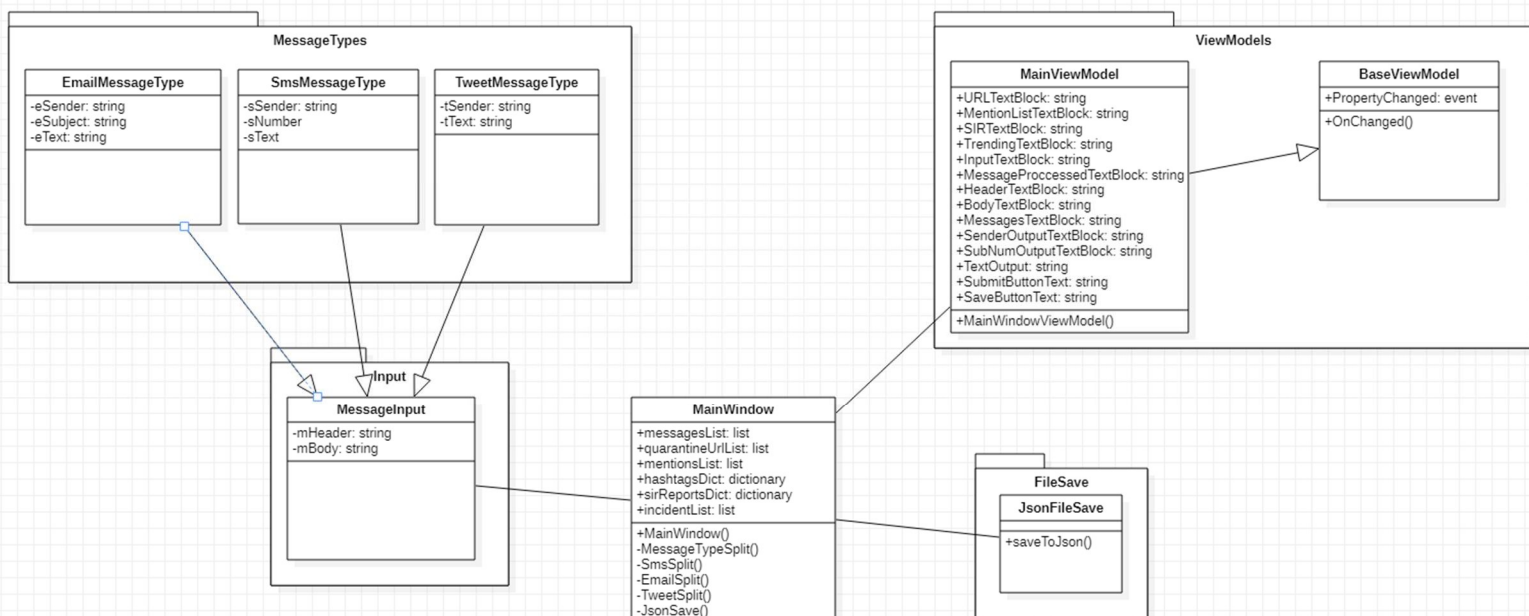 MessageTypes
EmailMessageType
-eSender: string
-eSubject: string
-eText: string
SmsMessageType
-sSender: string
-sNumber
-sText
TweetMessageType
-tSender: string
-tText: string
ViewModels
MainViewModel
+URLTextBlock: string
+MentionListTextBlock: string
+SIRTextBlock: string
+TrendingTextBlock: string
+InputTextBlock: string
+MessageProccessedTextBlock: string
+HeaderTextBlock: string
+BodyTextBlock: string
+MessagesTextBlock: string
+SenderOutputTextBlock: string
+SubNumOutputTextBlock: string
+TextOutput: string
+SubmitButtonText: string
+SaveButtonText: string
+MainWindowViewModel()
BaseViewModel
+PropertyChanged: event
+OnChanged()
Input
MessageInput
-mHeader: string
-mBody: string
MainWindow
+messagesList: list
+quarantineUrlList: list
+mentionsList: list
+hashtagsDict: dictionary
+sirReportsDict: dictionary
+incidentList: list
+MainWindow()
-MessageTypeSplit()
-SmsSplit()
-EmailSplit()
-TweetSplit()
-JsonSave()
FileSave
JsonFileSave
+saveToJson()